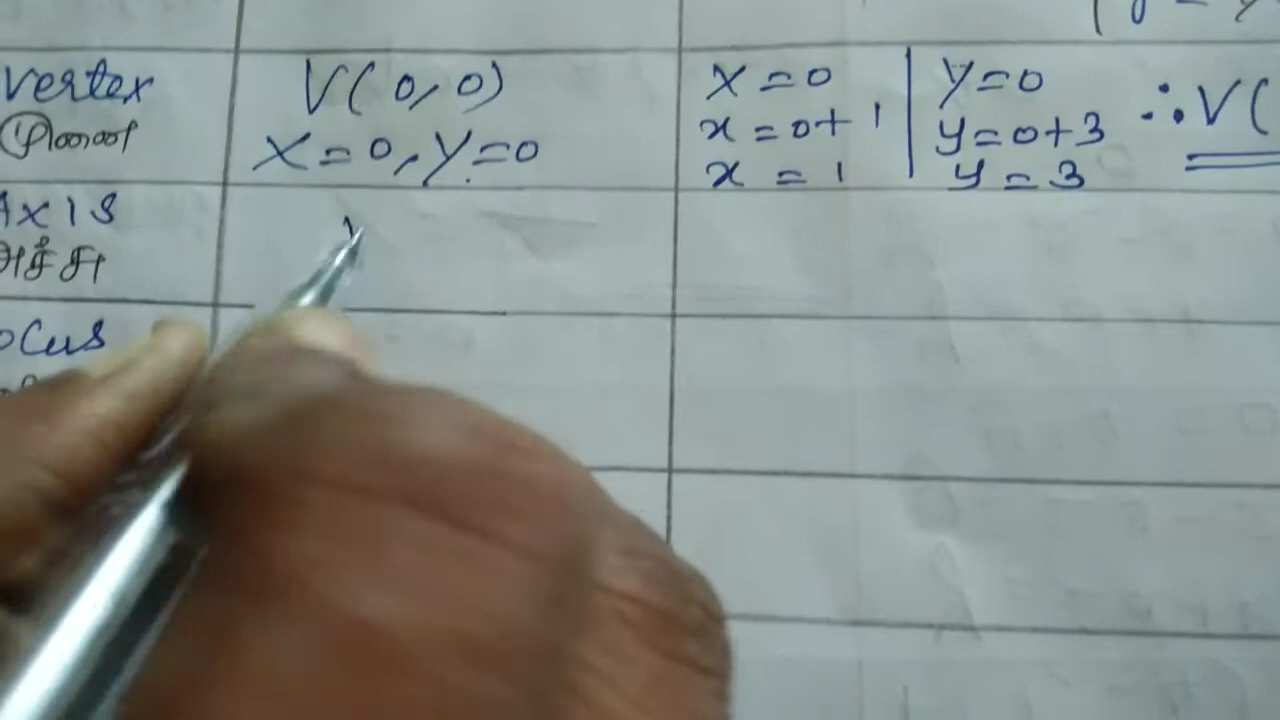 vertex
V(0,0)
X=0, Y=0
X=0
x=0+1
x=1
Y=0
y=0+3
y=3
∴V(
Axis
ocus